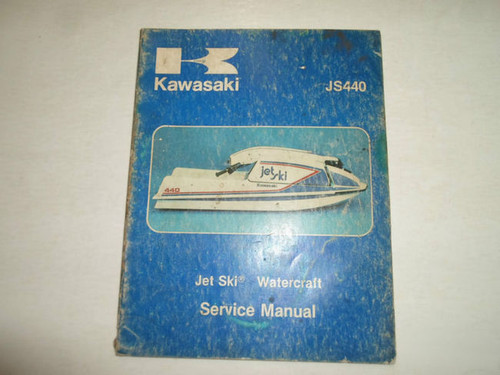 Kawasaki JS440
jet
ski
KAWASAKI
440
Jet Ski® Watercraft
Service Manual